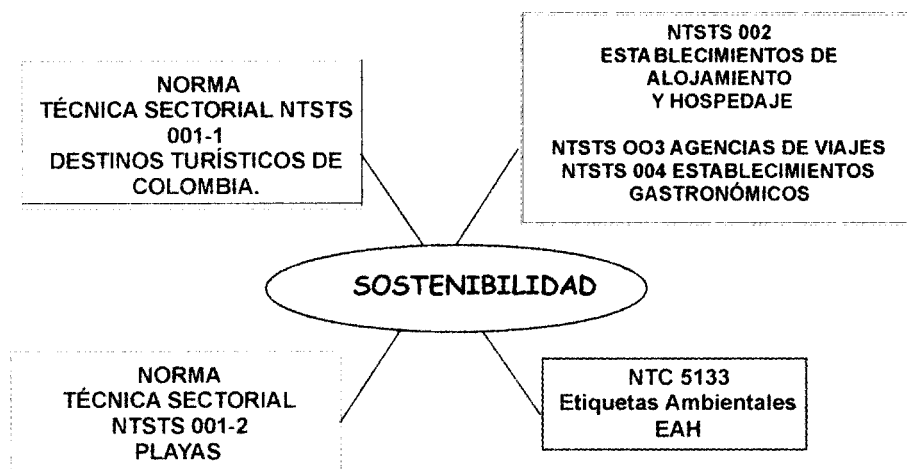 NORMA
TÉCNICA SECTORIAL NTSTS
001-1
DESTINOS TURÍSTICOS DE
COLOMBIA.
NTSTS 002
ESTABLECIMIENTOS DE
ALOJAMIENTO
Y HOSPEDAJE
NTSTS OO3 AGENCIAS DE VIAJES
NTSTS 004 ESTABLECIMIENTOS
GASTRONÓMICOS
SOSTENIBILIDAD
NORMA
TÉCNICA SECTORIAL
NTSTS 001-2
PLAYAS
NTC 5133
Etiquetas Ambientales
EAH